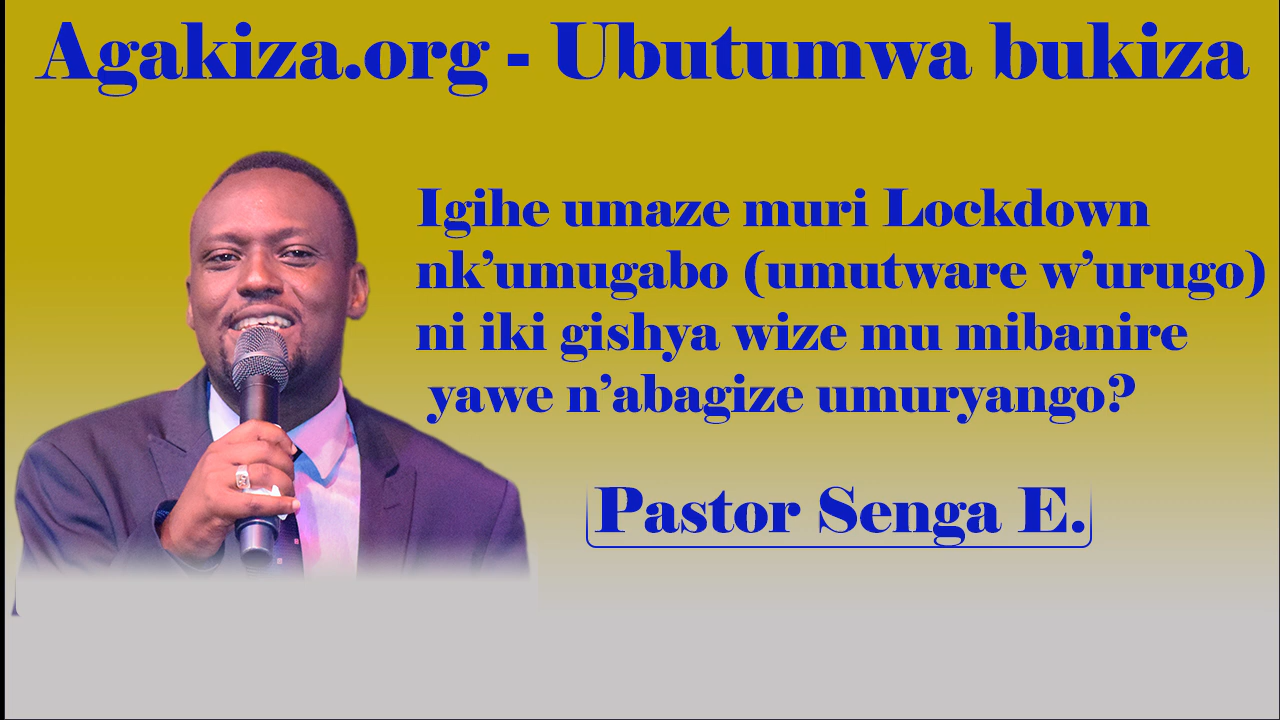 Agakiza.org - Ubutumwa bukiza
Igihe umaze muri Lockdown
nk'umugabo (umutware w'urugo)
ni iki gishya wize mu mibanire
yawe n'abagize umuryango?
Pastor Senga E.